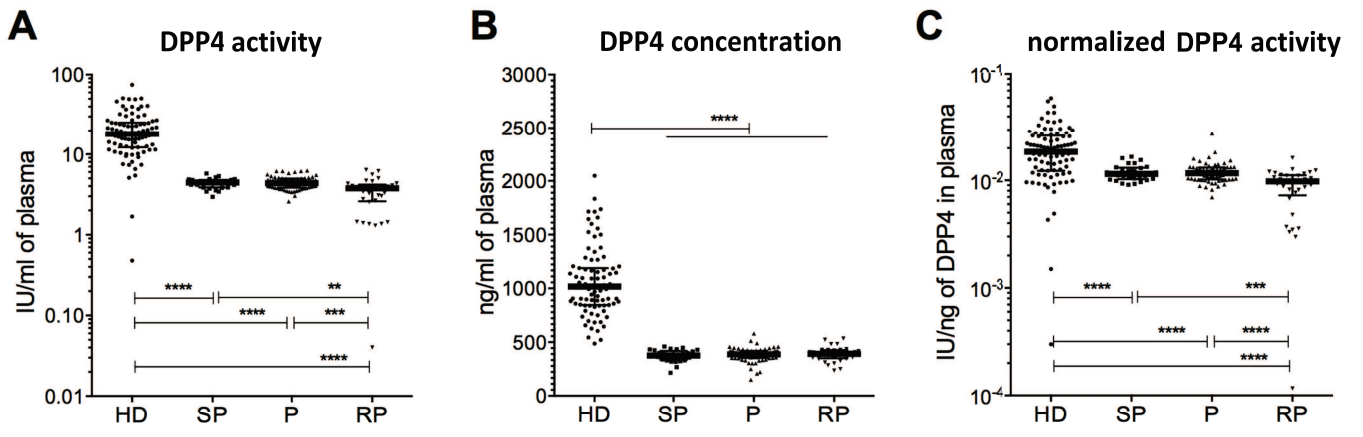 A
DPP4 activity
IU/ml of plasma
100
10
1
0.10
0.01
****
**
****
***
****
HD SP P RP
B
DPP4 concentration
ng/ml of plasma
3000
2500
2000
1500
1000
500
0
****
HD SP P RP
C
normalized DPP4 activity
IU/ng of DPP4 in plasma
10-1
10-2
10-3
10-4
****
***
****
****
****
HD SP P RP